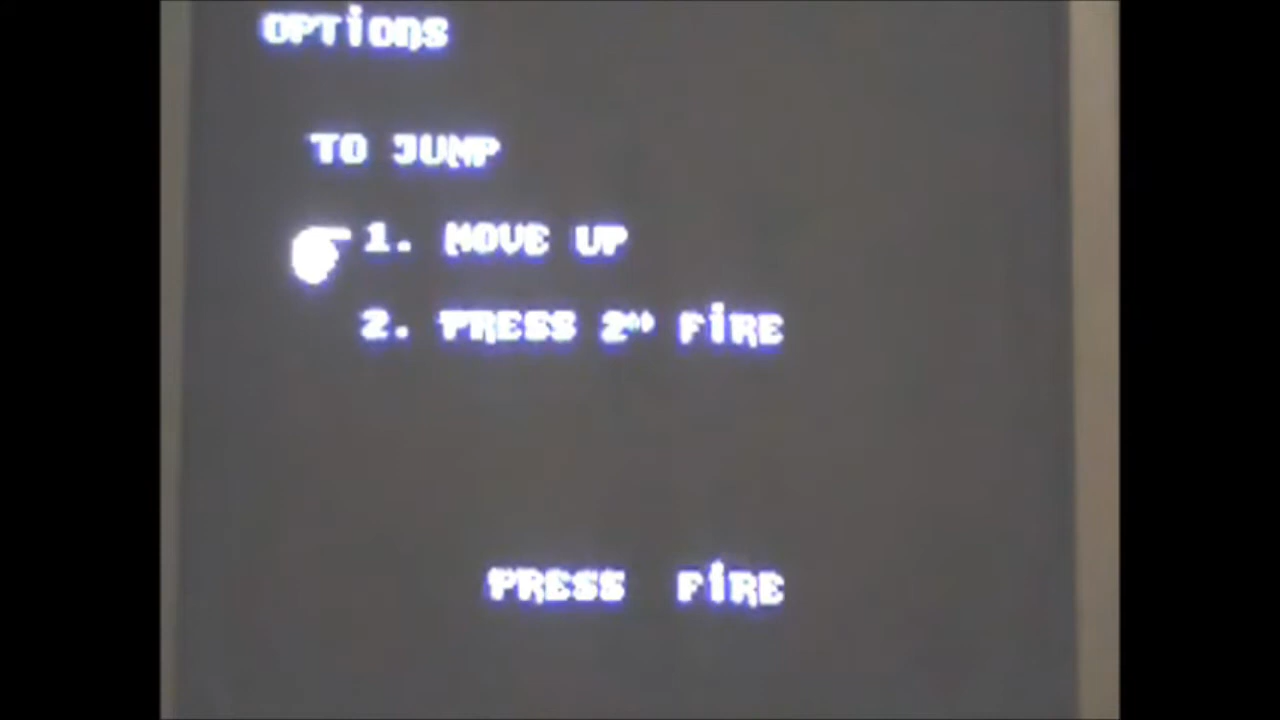 OPTiONS
TO JUMP
1. MOVE UP
2. PRESS 2ND FiRE
PRESS FiRE